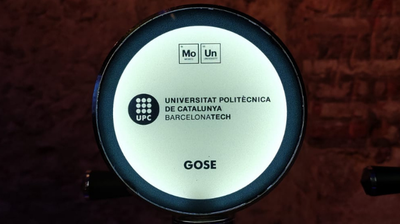 Mo Un
UPC
UNIVERSITAT POLITÈCNICA
DE CATALUNYA
BARCELONATECH
GOSE